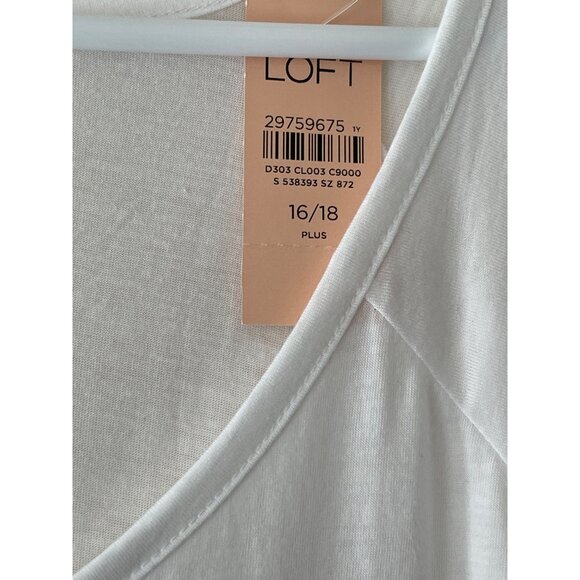 LOFT
29759675 1Y
D303 CL003 C9000
S 538393 SZ 872
16/18
PLUS